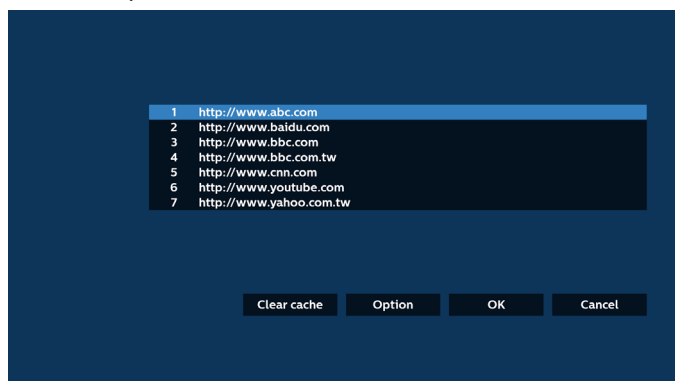 1 http://www.abc.com
2 http://www.baidu.com
3 http://www.bbc.com
4 http://www.bbc.com.tw
5 http://www.cnn.com
6 http://www.youtube.com
7 http://www.yahoo.com.tw
Clear cache Option OK Cancel